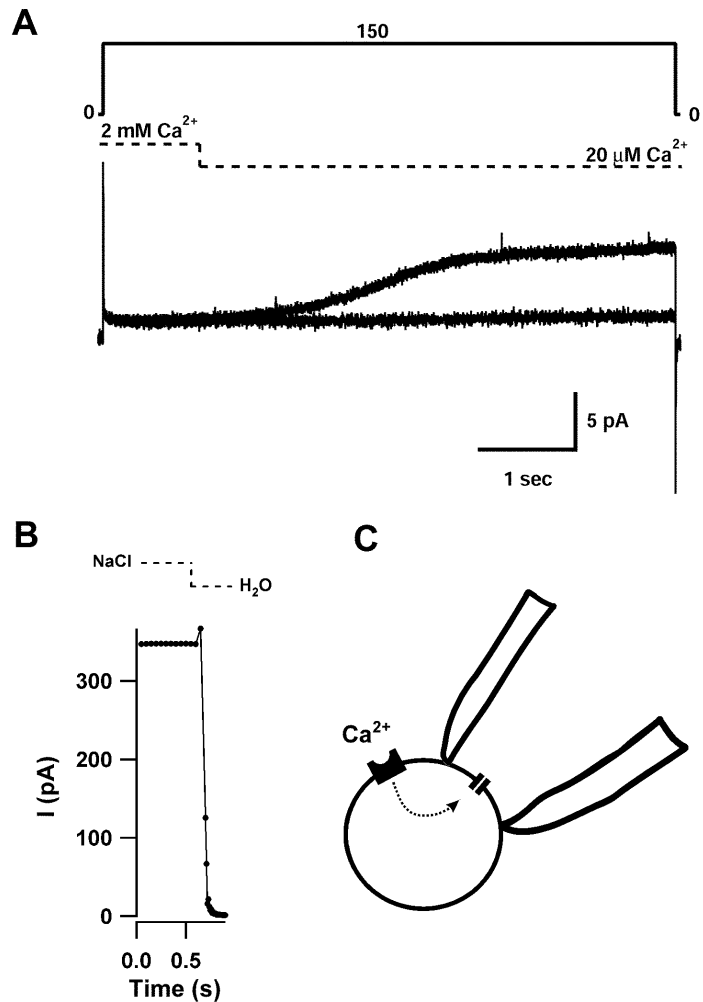 A
150
0
0
2 mM Ca²⁺
20 µM Ca²⁺
5 pA
1 sec
B
C
NaCl
H₂O
300
200
100
0
I (pA)
0.0 0.5
Time (s)
Ca²⁺